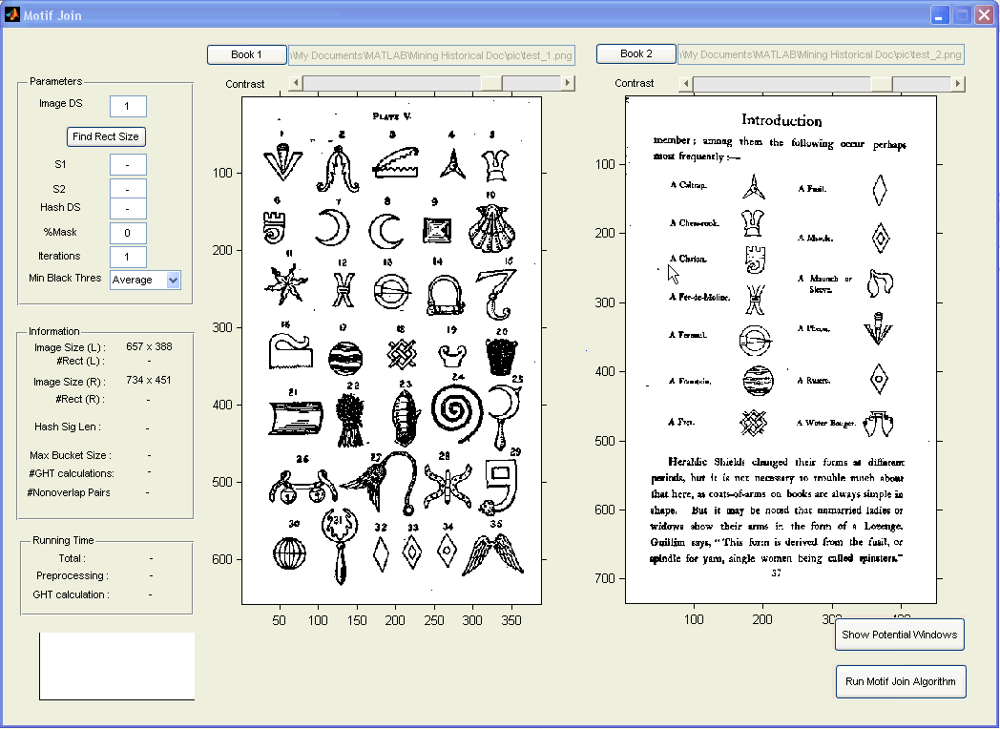 Motif Join
Book 1
\My Documents\MATLAB\Mining Historical Doc\pic\test_1.png
Book 2
\My Documents\MATLAB\Mining Historical Doc\pic\test_2.png
Contrast
Contrast
Parameters
Image DS 1
Find Rect Size
S1 -
S2 -
Hash DS -
%Mask 0
Iterations 1
Min Black Thres Average
Information
Image Size (L) : 657 x 388
#Rect (L) : -
Image Size (R) : 734 x 451
#Rect (R) : -
Hash Sig Len : -
Max Bucket Size : -
#GHT calculations: -
#Nonoverlap Pairs -
Running Time
Total : -
Preprocessing : -
GHT calculation : -
PLATE V.
1 2 3 4 5
6 7 8 9 10
11 12 13 14 15
16 17 18 19 20
21 22 23 24 25
26 27 28 29
30 31 32 33 34 35
100
200
300
400
500
600
50 100 150 200 250 300 350
Introduction
member; among them the following occur perhaps
most frequently :—
A Caltrap. A Fusil.
A Chess-rook.
A Clarion. A Maunch or
Sleeve.
A Fer-de-Moline.
A Fermail. A Pheon.
A Fountain. A Rustre.
A Fret. A Water Bouget.
Heraldic Shields changed their forms at different
periods, but it is not necessary to trouble much about
that here, as coats-of-arms on books are always simple in
shape. But it may be noted that unmarried ladies or
widows show their arms in the form of a Lozenge.
Guillim says, "This form is derived from the fusil, or
spindle for yarn, single women being called spinsters."
37
100
200
300
400
500
600
700
100 200
Show Potential Windows
Run Motif Join Algorithm